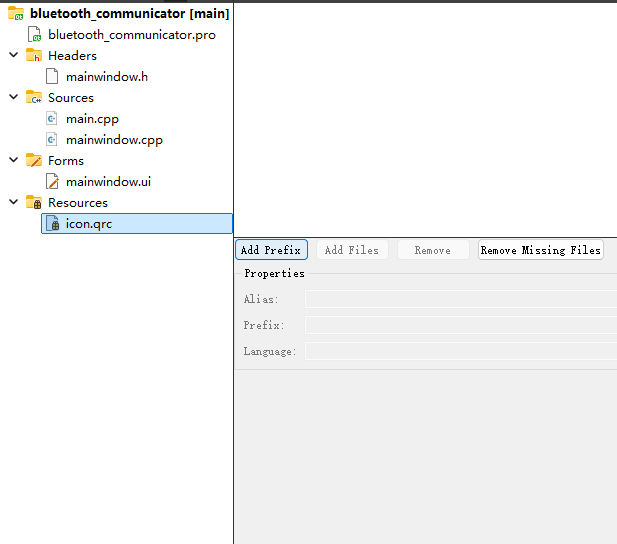 bluetooth_communicator [main]
bluetooth_communicator.pro
Headers
mainwindow.h
Sources
main.cpp
mainwindow.cpp
Forms
mainwindow.ui
Resources
icon.qrc
Add Prefix Add Files Remove Remove Missing Files
Properties
Alias:
Prefix:
Language: